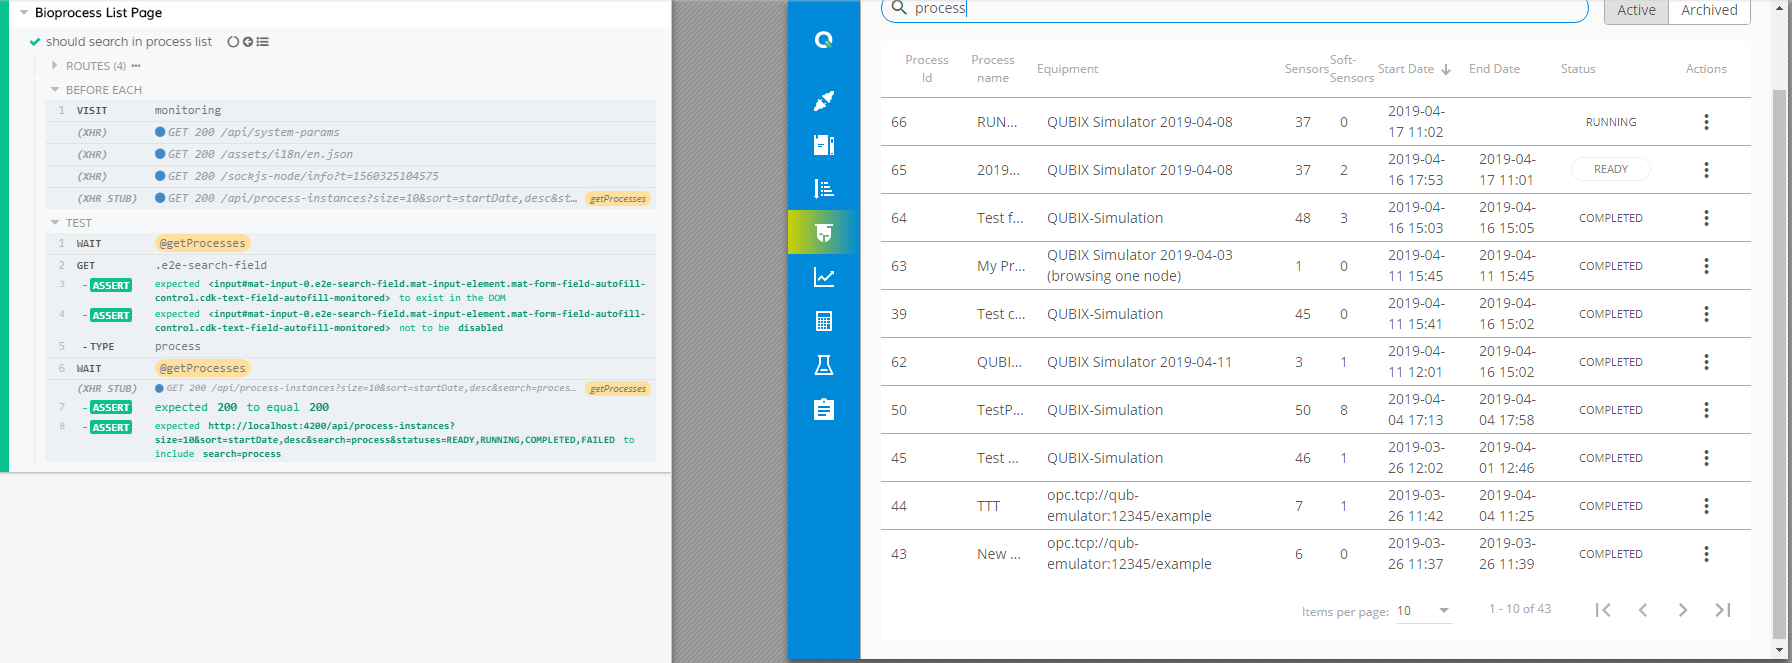 Bioprocess List Page
should search in process list
ROUTES (4)
BEFORE EACH
1 VISIT monitoring
(XHR) GET 200 /api/system-params
(XHR) GET 200 /assets/i18n/en.json
(XHR) GET 200 /sockjs-node/info?t=1560325104575
(XHR STUB) GET 200 /api/process-instances?size=10&sort=startDate,desc&st... getProcesses
TEST
1 WAIT @getProcesses
2 GET .e2e-search-field
3 - ASSERT expected <input#mat-input-0.e2e-search-field.mat-input-element.mat-form-field-autofill-
control.cdk-text-field-autofill-monitored> to exist in the DOM
4 - ASSERT expected <input#mat-input-0.e2e-search-field.mat-input-element.mat-form-field-autofill-
control.cdk-text-field-autofill-monitored> not to be disabled
5 - TYPE process
6 WAIT @getProcesses
(XHR STUB) GET 200 /api/process-instances?size=10&sort=startDate,desc&search=proces... getProcesses
7 - ASSERT expected 200 to equal 200
8 - ASSERT expected http://localhost:4200/api/process-instances?
size=10&sort=startDate,desc&search=process&statuses=READY,RUNNING,COMPLETED,FAILED to
include search=process
process
Active Archived
Process Id Process name Equipment Sensors Soft-Sensors Start Date End Date Status Actions
66 RUN... QUBIX Simulator 2019-04-08 37 0 2019-04-17 11:02 RUNNING
65 2019... QUBIX Simulator 2019-04-08 37 2 2019-04-16 17:53 2019-04-17 11:01 READY
64 Test f... QUBIX-Simulation 48 3 2019-04-16 15:03 2019-04-16 15:05 COMPLETED
63 My Pr... QUBIX Simulator 2019-04-03 (browsing one node) 1 0 2019-04-11 15:45 2019-04-11 15:45 COMPLETED
39 Test c... QUBIX-Simulation 45 0 2019-04-11 15:41 2019-04-16 15:02 COMPLETED
62 QUBI... QUBIX Simulator 2019-04-11 3 1 2019-04-11 12:01 2019-04-16 15:02 COMPLETED
50 TestP... QUBIX-Simulation 50 8 2019-04-04 17:13 2019-04-04 17:58 COMPLETED
45 Test ... QUBIX-Simulation 46 1 2019-03-26 12:02 2019-04-01 12:46 COMPLETED
44 TTT opc.tcp://qub-emulator:12345/example 7 1 2019-03-26 11:42 2019-04-04 11:25 COMPLETED
43 New ... opc.tcp://qub-emulator:12345/example 6 0 2019-03-26 11:37 2019-03-26 11:39 COMPLETED
Items per page: 10 1 - 10 of 43